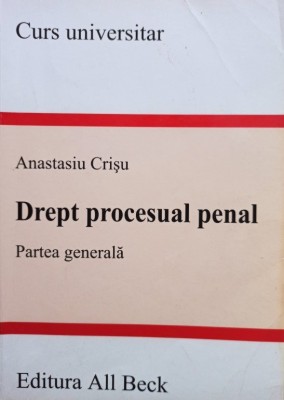 Curs universitar
Anastasiu Crişu
Drept procesual penal
Partea generală
Editura All Beck